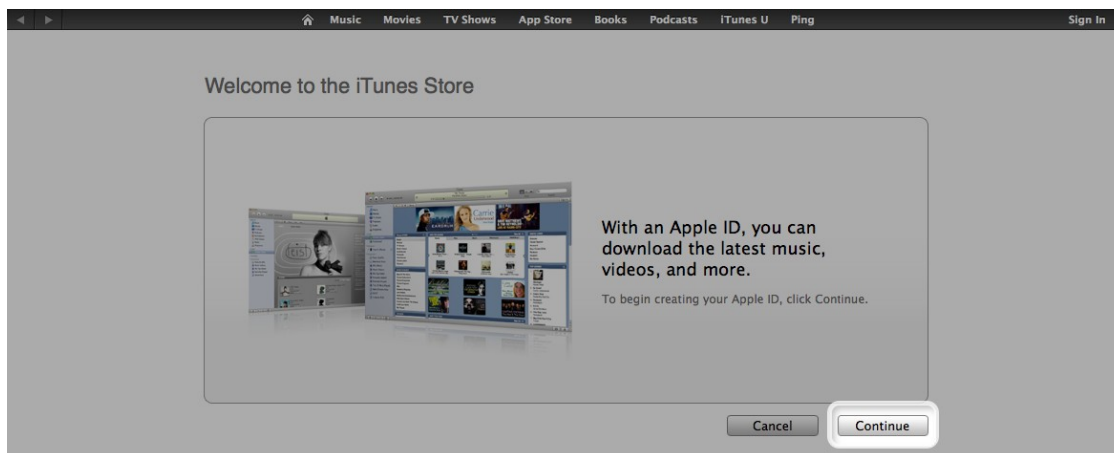 Music Movies TV Shows App Store Books Podcasts iTunes U Ping Sign In
Welcome to the iTunes Store
Carrie
With an Apple ID, you can
download the latest music,
videos, and more.
To begin creating your Apple ID, click Continue.
Cancel Continue